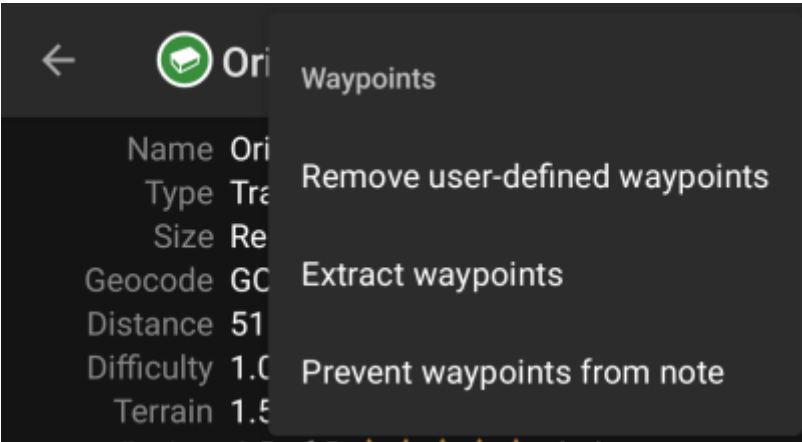 Ori
Waypoints
Remove user-defined waypoints
Extract waypoints
Prevent waypoints from note
Name Ori
Type Tra
Size Re
Geocode GC
Distance 51
Difficulty 1.0
Terrain 1.5